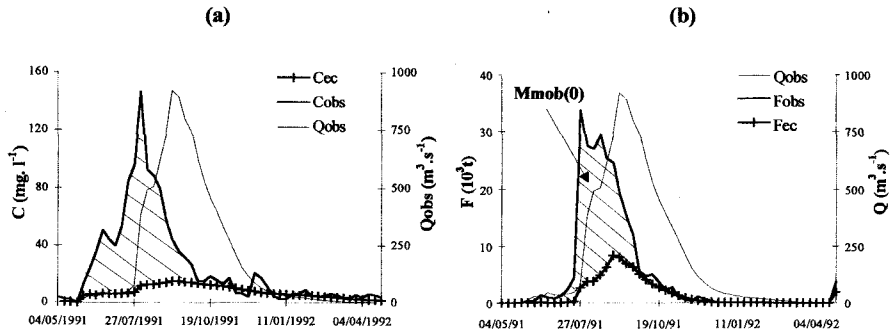 (a)
160
120
80
40
0
C (mg. l⁻¹)
1000
750
500
250
0
Qobs (m³.s⁻¹)
Cec
Cobs
Qobs
04/05/1991 27/07/1991 19/10/1991 11/01/1992 04/04/1992
(b)
40
30
20
10
0
F (10³t)
1000
750
500
250
0
Q (m³.s⁻¹)
Mmob(0)
Qobs
Fobs
Fec
04/05/91 27/07/91 19/10/91 11/01/92 04/04/92